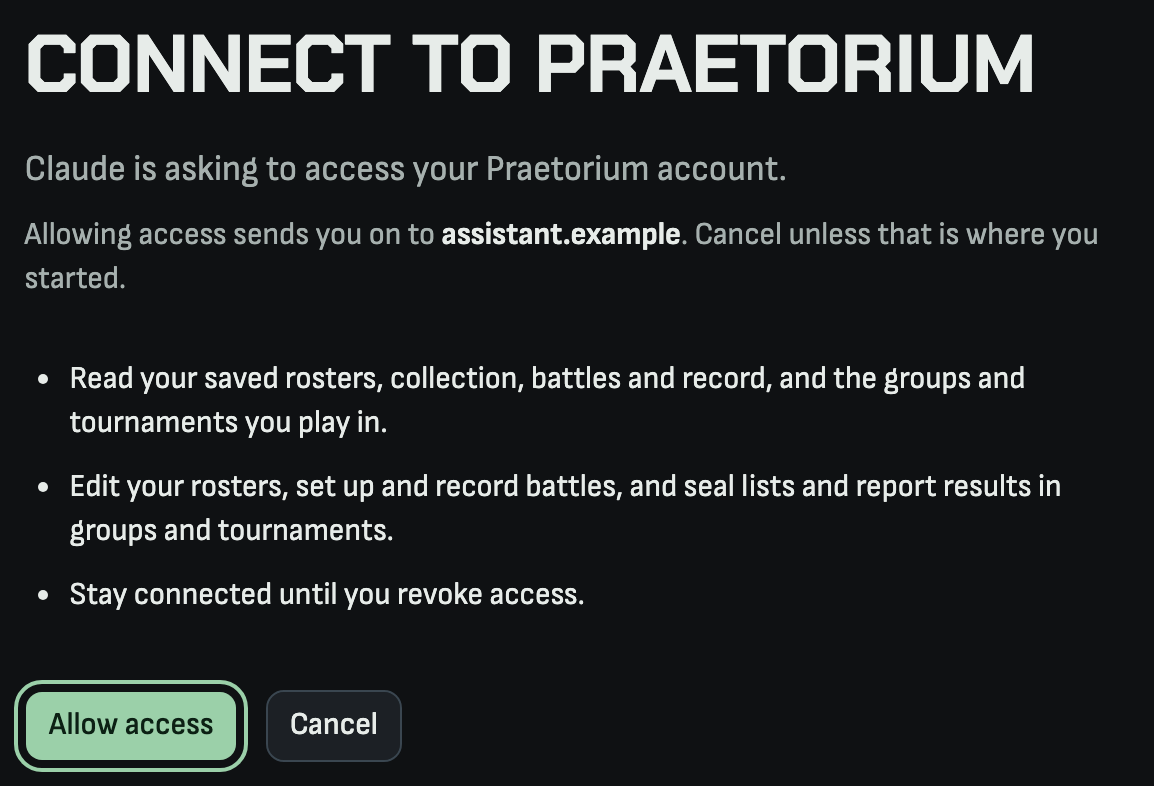 CONNECT TO PRAETORIUM
Claude is asking to access your Praetorium account.
Allowing access sends you on to assistant.example. Cancel unless that is where you
started.
• Read your saved rosters, collection, battles and record, and the groups and
tournaments you play in.
• Edit your rosters, set up and record battles, and seal lists and report results in
groups and tournaments.
• Stay connected until you revoke access.
Allow access
Cancel